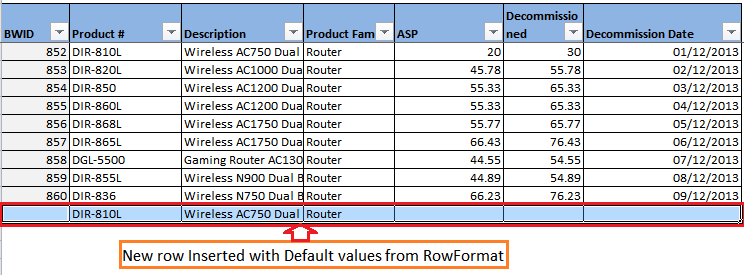 Decommissio
BWID Product # Description Product Fam ASP ned Decommission Date
852 DIR-810L Wireless AC750 Dual Router 20 30 01/12/2013
853 DIR-820L Wireless AC1000 Dua Router 45.78 55.78 02/12/2013
854 DIR-850 Wireless AC1200 Dua Router 55.33 65.33 03/12/2013
855 DIR-860L Wireless AC1200 Dua Router 55.33 65.33 04/12/2013
856 DIR-868L Wireless AC1750 Dua Router 55.77 65.77 05/12/2013
857 DIR-865L Wireless AC1750 Dua Router 66.43 76.43 06/12/2013
858 DGL-5500 Gaming Router AC130 Router 44.55 54.55 07/12/2013
859 DIR-855L Wireless N900 Dual B Router 44.89 54.89 08/12/2013
860 DIR-836 Wireless N750 Dual B Router 66.23 76.23 09/12/2013
DIR-810L Wireless AC750 Dual Router
New row Inserted with Default values from RowFormat